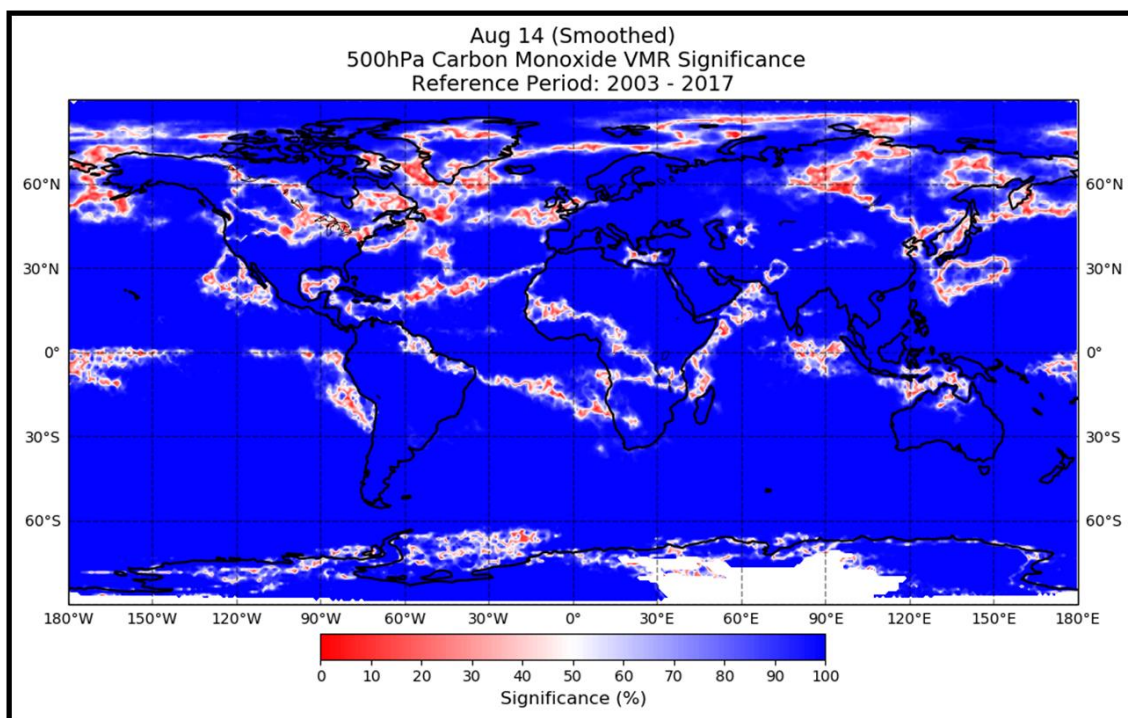 Aug 14 (Smoothed)
500hPa Carbon Monoxide VMR Significance
Reference Period: 2003 - 2017
60°N 60°N
30°N 30°N
0° 0°
30°S 30°S
60°S 60°S
180°W 150°W 120°W 90°W 60°W 30°W 0° 30°E 60°E 90°E 120°E 150°E 180°E
0 10 20 30 40 50 60 70 80 90 100
Significance (%)